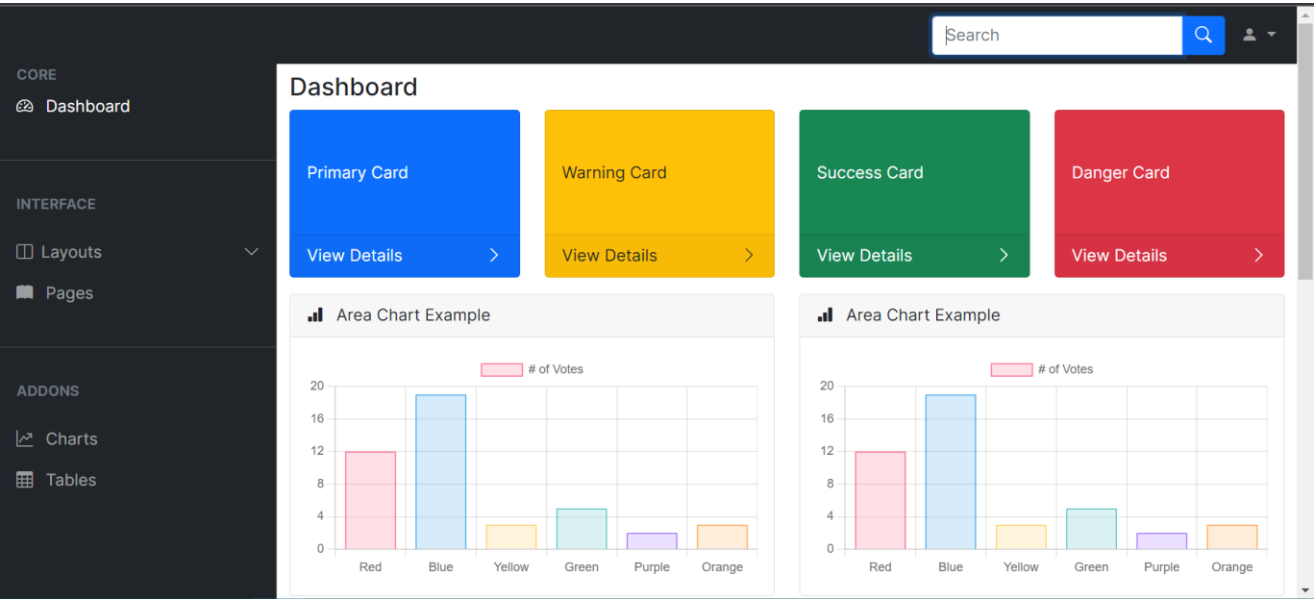 Search
CORE
Dashboard
INTERFACE
Layouts
Pages
ADDONS
Charts
Tables
Dashboard
Primary Card
View Details
Warning Card
View Details
Success Card
View Details
Danger Card
View Details
Area Chart Example
# of Votes
20
16
12
8
4
0
Red Blue Yellow Green Purple Orange
Area Chart Example
# of Votes
20
16
12
8
4
0
Red Blue Yellow Green Purple Orange